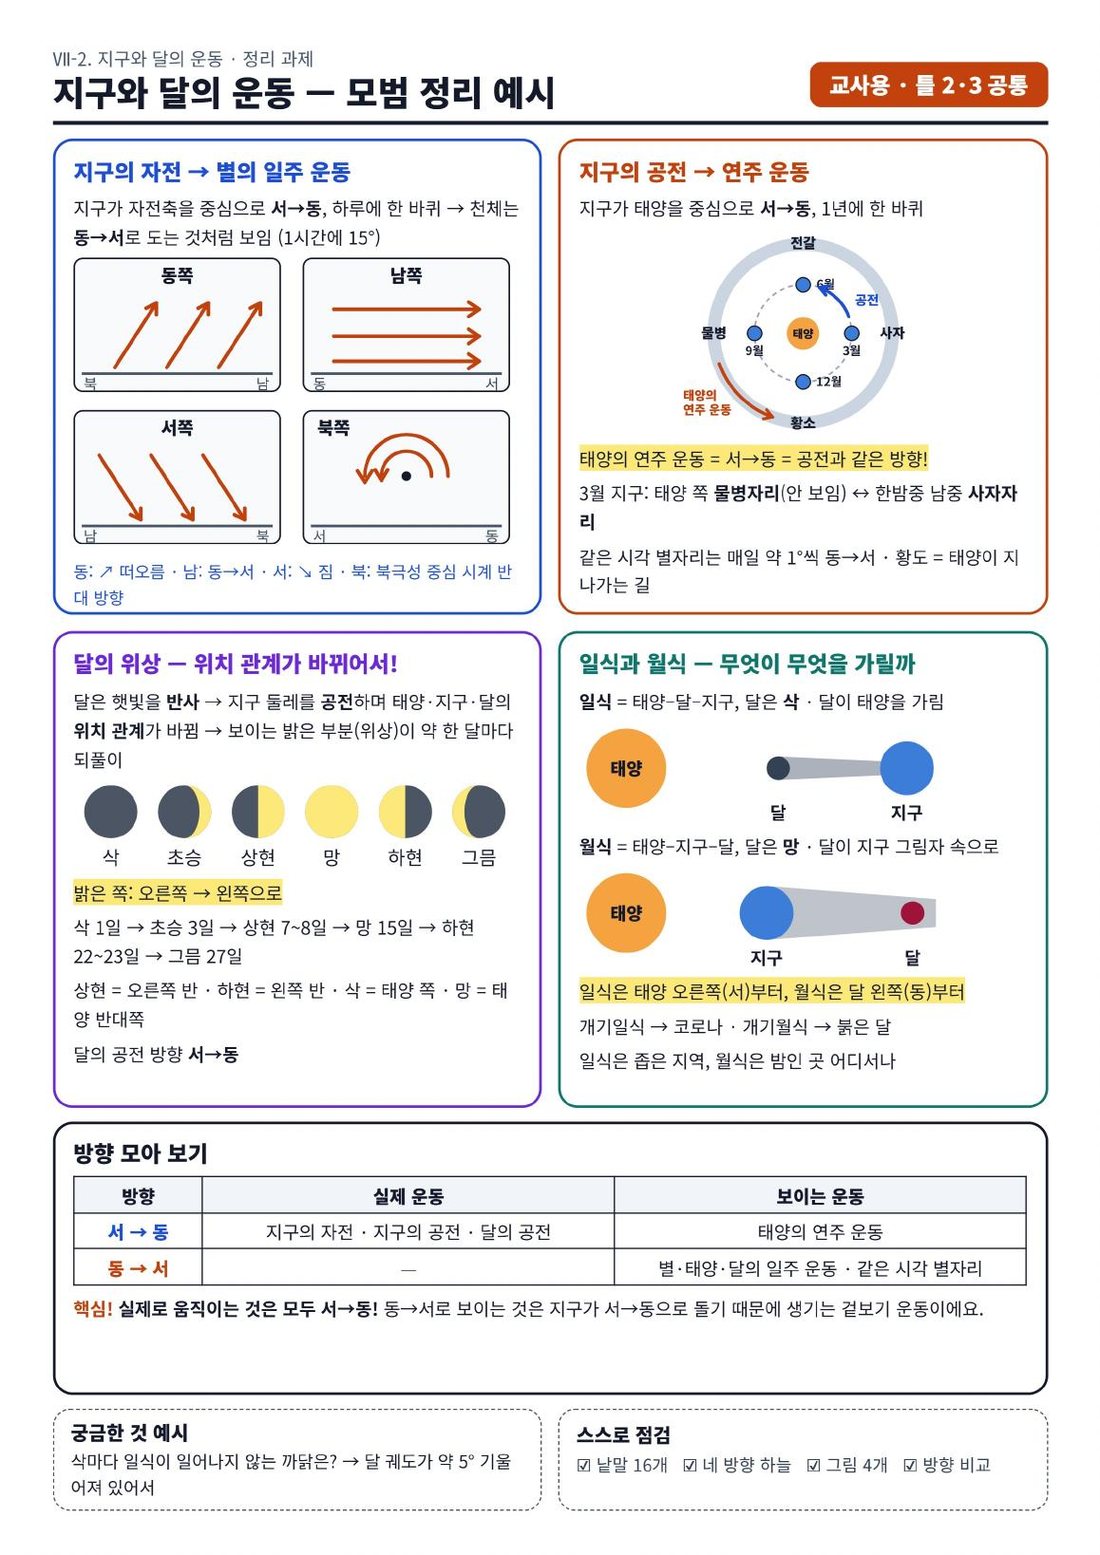 Ⅶ-2. 지구와 달의 운동 · 정리 과제
지구와 달의 운동 — 모범 정리 예시
교사용 · 틀 2·3 공통
지구의 자전 → 별의 일주 운동
지구가 자전축을 중심으로 서→동, 하루에 한 바퀴 → 천체는
동→서로 도는 것처럼 보임 (1시간에 15°)
동쪽
북
남
남쪽
동
서
서쪽
남
북
북쪽
서
동
동: ↗ 떠오름 · 남: 동→서 · 서: ↘ 짐 · 북: 북극성 중심 시계 반
대 방향
지구의 공전 → 연주 운동
지구가 태양을 중심으로 서→동, 1년에 한 바퀴
전갈
6월
공전
물병
태양
사자
9월
3월
12월
태양의
연주 운동
황소
태양의 연주 운동 = 서→동 = 공전과 같은 방향!
3월 지구: 태양 쪽 물병자리(안 보임) ↔ 한밤중 남중 사자자
리
같은 시각 별자리는 매일 약 1°씩 동→서 · 황도 = 태양이 지
나가는 길
달의 위상 — 위치 관계가 바뀌어서!
달은 햇빛을 반사 → 지구 둘레를 공전하며 태양·지구·달의
위치 관계가 바뀜 → 보이는 밝은 부분(위상)이 약 한 달마다
되풀이
삭
초승
상현
망
하현
그믐
밝은 쪽: 오른쪽 → 왼쪽으로
삭 1일 → 초승 3일 → 상현 7~8일 → 망 15일 → 하현
22~23일 → 그믐 27일
상현 = 오른쪽 반 · 하현 = 왼쪽 반 · 삭 = 태양 쪽 · 망 = 태
양 반대쪽
달의 공전 방향 서→동
일식과 월식 — 무엇이 무엇을 가릴까
일식 = 태양–달–지구, 달은 삭 · 달이 태양을 가림
태양
달
지구
월식 = 태양–지구–달, 달은 망 · 달이 지구 그림자 속으로
태양
지구
달
일식은 태양 오른쪽(서)부터, 월식은 달 왼쪽(동)부터
개기일식 → 코로나 · 개기월식 → 붉은 달
일식은 좁은 지역, 월식은 밤인 곳 어디서나
방향 모아 보기
방향
실제 운동
보이는 운동
서 → 동
지구의 자전 · 지구의 공전 · 달의 공전
태양의 연주 운동
동 → 서
—
별·태양·달의 일주 운동 · 같은 시각 별자리
핵심! 실제로 움직이는 것은 모두 서→동! 동→서로 보이는 것은 지구가 서→동으로 돌기 때문에 생기는 겉보기 운동이에요.
궁금한 것 예시
삭마다 일식이 일어나지 않는 까닭은? → 달 궤도가 약 5° 기울
어져 있어서
스스로 점검
☑ 낱말 16개 ☑ 네 방향 하늘 ☑ 그림 4개 ☑ 방향 비교